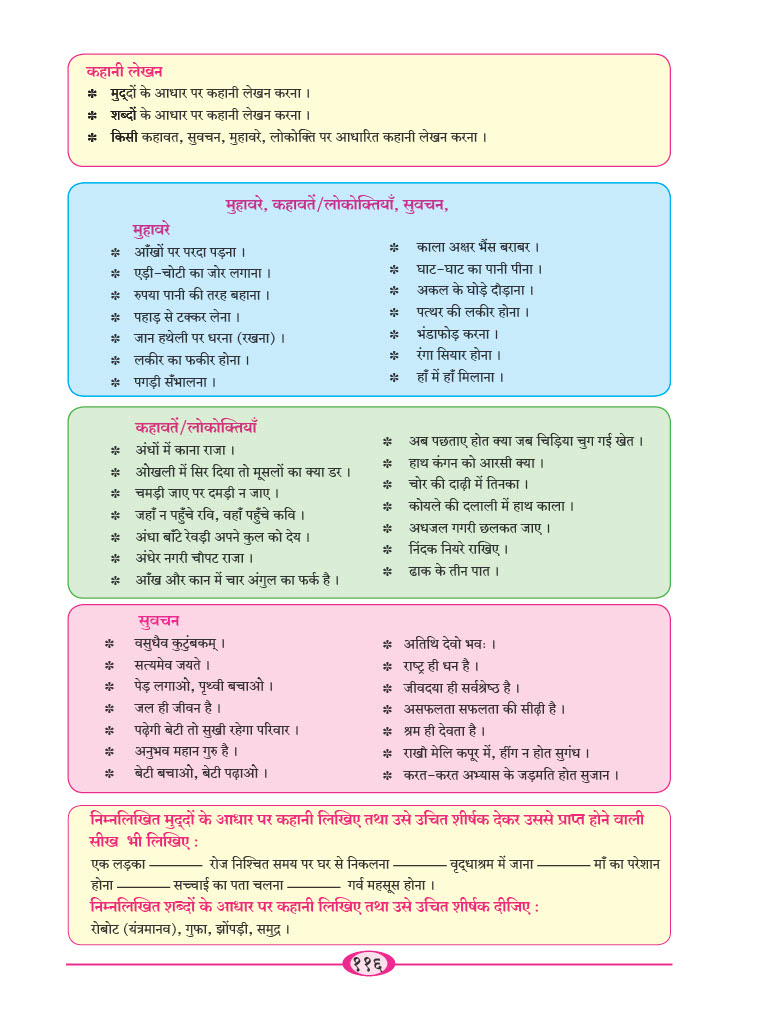 कहानी लेखन
✽ मुद्दों के आधार पर कहानी लेखन करना ।
✽ शब्दों के आधार पर कहानी लेखन करना ।
✽ किसी कहावत, सुवचन, मुहावरे, लोकोक्ति पर आधारित कहानी लेखन करना ।
मुहावरे, कहावतें/लोकोक्तियाँ, सुवचन,
मुहावरे
✽ आँखों पर परदा पड़ना ।
✽ एड़ी-चोटी का जोर लगाना ।
✽ रुपया पानी की तरह बहाना ।
✽ पहाड़ से टक्कर लेना ।
✽ जान हथेली पर धरना (रखना) ।
✽ लकीर का फकीर होना ।
✽ पगड़ी सँभालना ।
✽ काला अक्षर भैंस बराबर ।
✽ घाट-घाट का पानी पीना ।
✽ अकल के घोड़े दौड़ाना ।
✽ पत्थर की लकीर होना ।
✽ भंडाफोड़ करना ।
✽ रंगा सियार होना ।
✽ हाँ में हाँ मिलाना ।
कहावतें/लोकोक्तियाँ
✽ अंधों में काना राजा ।
✽ ओखली में सिर दिया तो मूसलों का क्या डर ।
✽ चमड़ी जाए पर दमड़ी न जाए ।
✽ जहाँ न पहुँचे रवि, वहाँ पहुँचे कवि ।
✽ अंधा बाँटे रेवड़ी अपने कुल को देय ।
✽ अंधेर नगरी चौपट राजा ।
✽ आँख और कान में चार अंगुल का फर्क है ।
✽ अब पछताए होत क्या जब चिड़िया चुग गई खेत ।
✽ हाथ कंगन को आरसी क्या ।
✽ चोर की दाढ़ी में तिनका ।
✽ कोयले की दलाली में हाथ काला ।
✽ अधजल गगरी छलकत जाए ।
✽ निंदक नियरे राखिए ।
✽ ढाक के तीन पात ।
सुवचन
✽ वसुधैव कुटुंबकम् ।
✽ सत्यमेव जयते ।
✽ पेड़ लगाओ, पृथ्वी बचाओ ।
✽ जल ही जीवन है ।
✽ पढ़ेगी बेटी तो सुखी रहेगा परिवार ।
✽ अनुभव महान गुरु है ।
✽ बेटी बचाओ, बेटी पढ़ाओ ।
✽ अतिथि देवो भवः ।
✽ राष्ट्र ही धन है ।
✽ जीवदया ही सर्वश्रेष्ठ है ।
✽ असफलता सफलता की सीढ़ी है ।
✽ श्रम ही देवता है ।
✽ राखौ मेलि कपूर में, हींग न होत सुगंध ।
✽ करत-करत अभ्यास के जड़मति होत सुजान ।
निम्नलिखित मुद्दों के आधार पर कहानी लिखिए तथा उसे उचित शीर्षक देकर उससे प्राप्त होने वाली
सीख भी लिखिए :
एक लड़का ———— रोज निश्चित समय पर घर से निकलना ———— वृद्धाश्रम में जाना ———— माँ का परेशान
होना ———— सच्चाई का पता चलना ———— गर्व महसूस होना ।
निम्नलिखित शब्दों के आधार पर कहानी लिखिए तथा उसे उचित शीर्षक दीजिए :
रोबोट (यंत्रमानव), गुफा, झोंपड़ी, समुद्र ।
११६